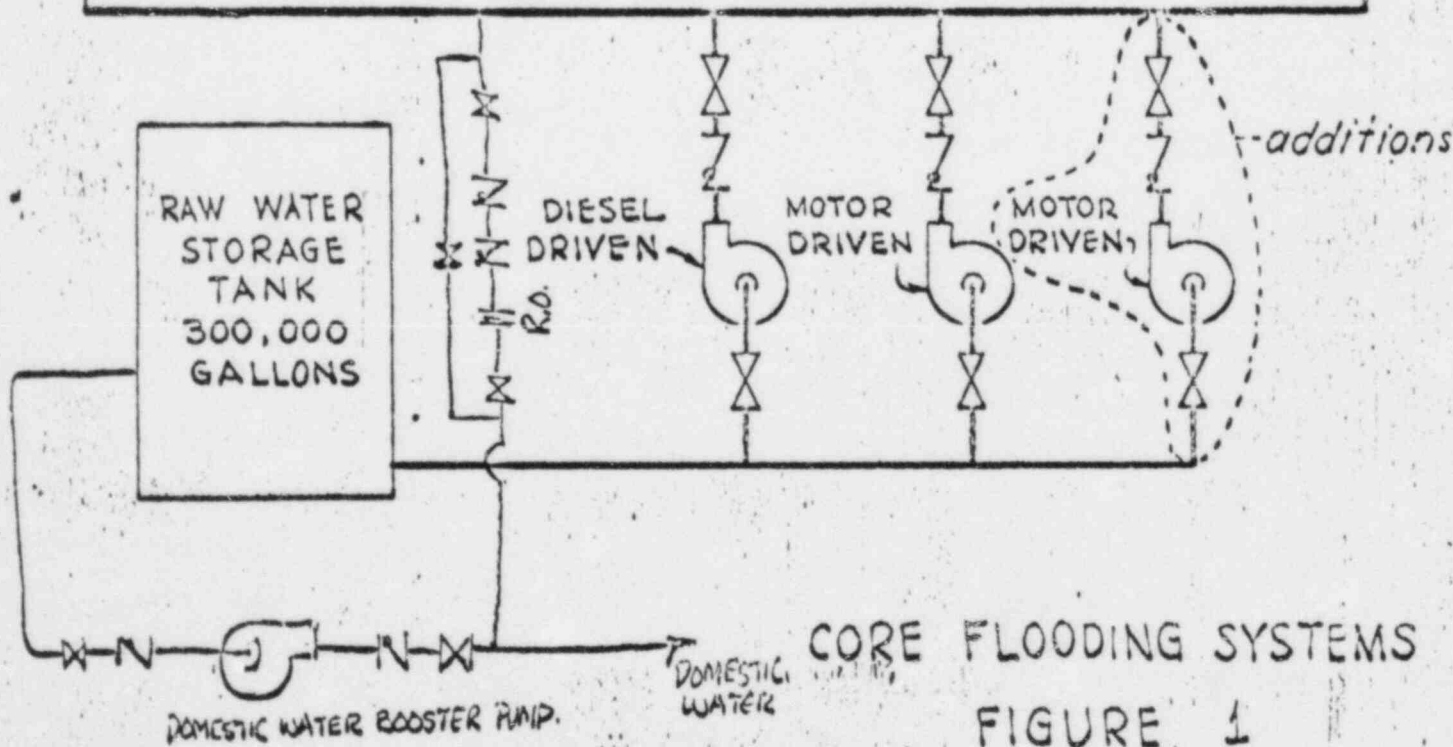 additions
RAW WATER
STORAGE
TANK
300,000
GALLONS
R.O.
DIESEL
DRIVEN
MOTOR
DRIVEN
MOTOR
DRIVEN
DOMESTIC WATER BOOSTER PUMP.
DOMESTIC
WATER
CORE FLOODING SYSTEMS
FIGURE 1